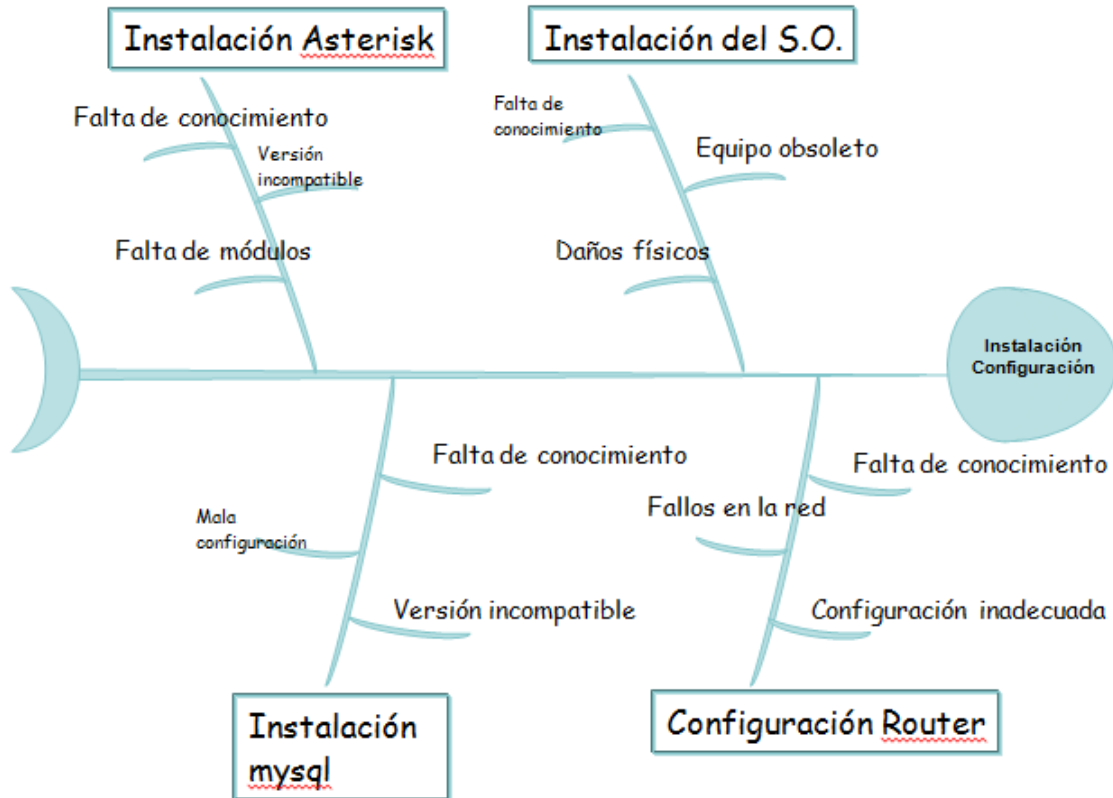 Instalación Asterisk
Instalación del S.O.
Falta de conocimiento
Versión
incompatible
Falta de módulos
Falta de
conocimiento
Equipo obsoleto
Daños físicos
Instalación
Configuración
Falta de conocimiento
Mala
configuración
Versión incompatible
Falta de conocimiento
Fallos en la red
Configuración inadecuada
Instalación
mysql
Configuración Router